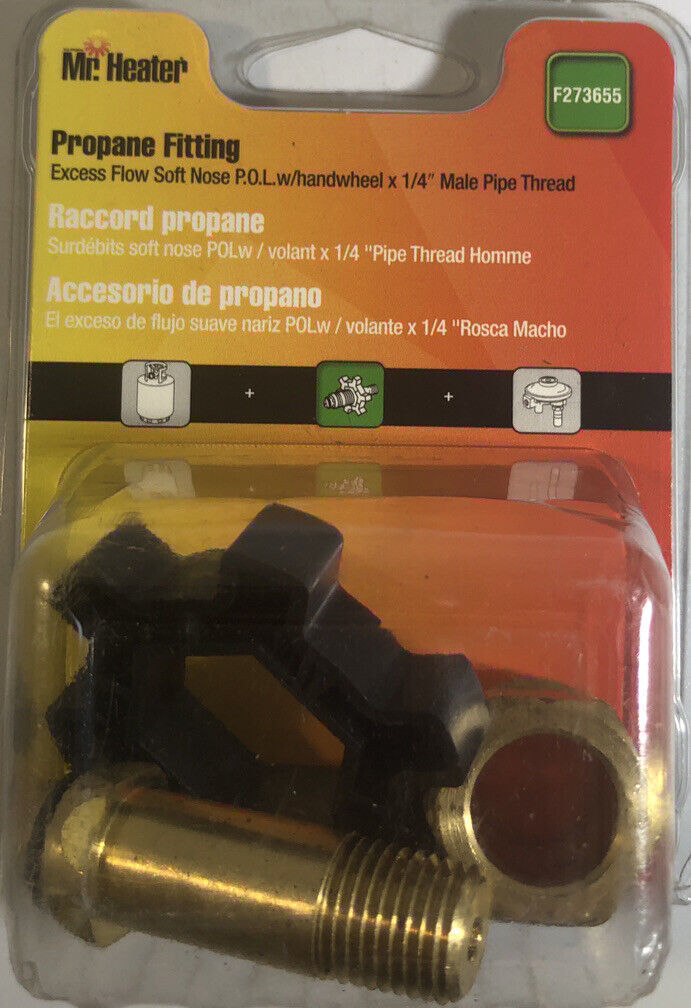 Mr. Heater
F273655
Propane Fitting
Excess Flow Soft Nose P.O.L.w/handwheel x 1/4" Male Pipe Thread
Raccord propane
Surdébits soft nose POLw / volant x 1/4 "Pipe Thread Homme
Accesorio de propano
El exceso de flujo suave nariz POLw / volante x 1/4 "Rosca Macho
+ +